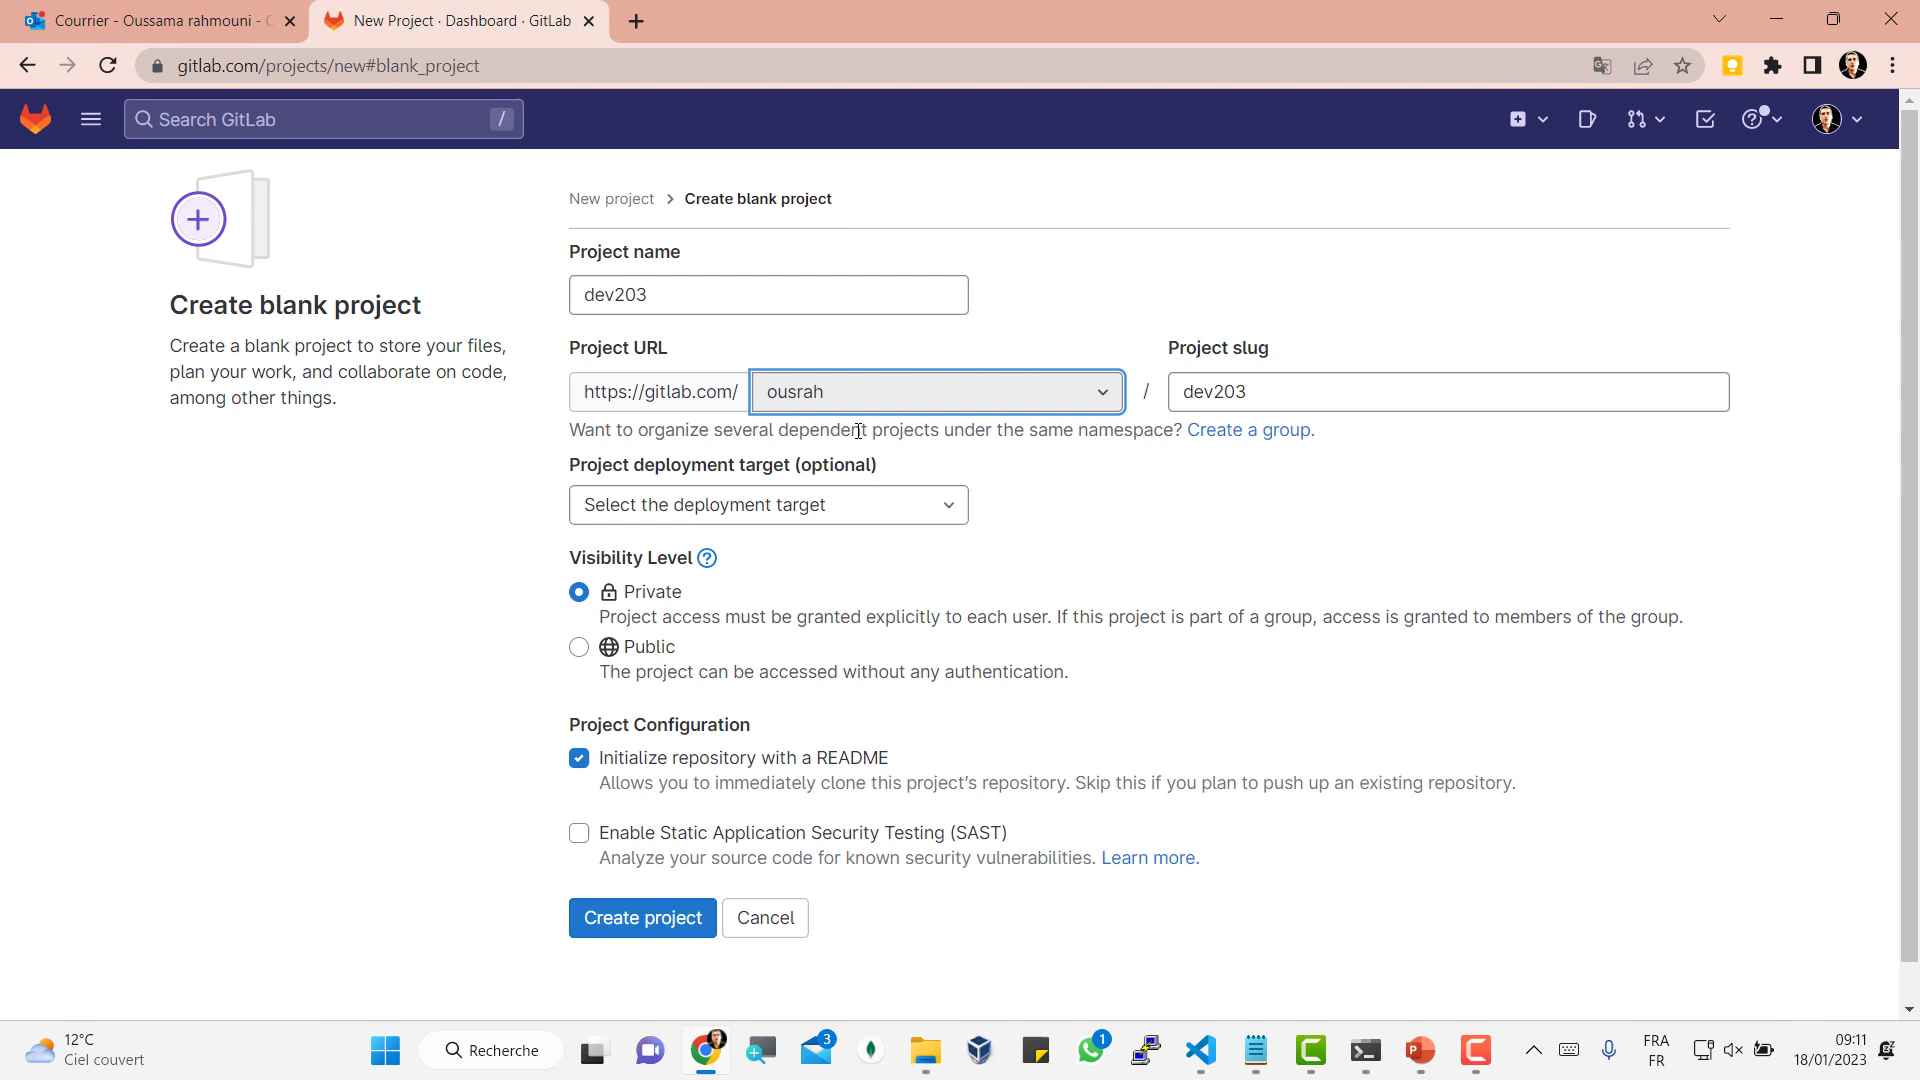 Courrier - Oussama rahmouni -
New Project · Dashboard · GitLab
gitlab.com/projects/new#blank_project
Search GitLab
/
New project > Create blank project
Create blank project
Create a blank project to store your files,
plan your work, and collaborate on code,
among other things.
Project name
dev203
Project URL
Project slug
https://gitlab.com/
ousrah
/
dev203
Want to organize several dependent projects under the same namespace? Create a group.
Project deployment target (optional)
Select the deployment target
Visibility Level
Private
Project access must be granted explicitly to each user. If this project is part of a group, access is granted to members of the group.
Public
The project can be accessed without any authentication.
Project Configuration
Initialize repository with a README
Allows you to immediately clone this project's repository. Skip this if you plan to push up an existing repository.
Enable Static Application Security Testing (SAST)
Analyze your source code for known security vulnerabilities. Learn more.
Create project
Cancel
12°C
Ciel couvert
Recherche
3
1
FRA
FR
09:11
18/01/2023